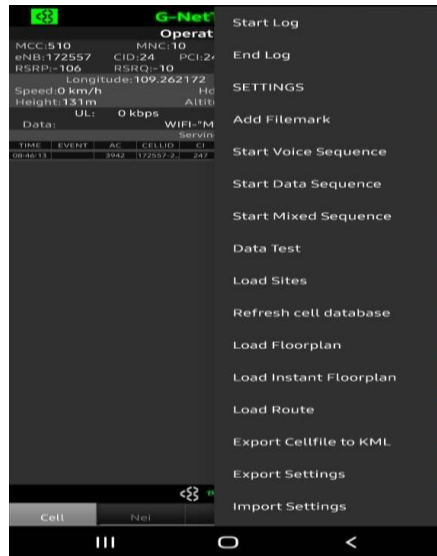 G-Net
Operat
MCC:510 MNC:10
eNB:172557 CID:24 PCI:24
RSRP:-106 RSRQ:-10
Longitude:109.262172
Speed:0 km/h
Height:131m Altit
UL: 0 kbps
Data: WIFI-"M
Servin
TIME EVENT AC CELLID CI
08:46:13 3942 172557-2.. 247
Cell Nei
Start Log
End Log
SETTINGS
Add Filemark
Start Voice Sequence
Start Data Sequence
Start Mixed Sequence
Data Test
Load Sites
Refresh cell database
Load Floorplan
Load Instant Floorplan
Load Route
Export Cellfile to KML
Export Settings
Import Settings